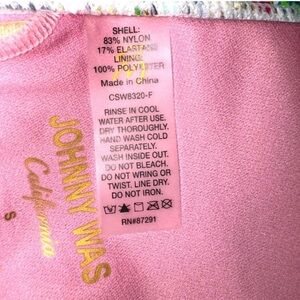 SHELL:
83% NYLON
17% ELASTANE
LINING:
100% POLYESTER
Made in China
CSW8320-F
RINSE IN COOL
WATER AFTER USE.
DRY THOROUGHLY.
HAND WASH COLD
SEPARATELY.
WASH INSIDE-OUT.
DO NOT BLEACH.
DO NOT WRING OR
TWIST. LINE DRY.
DO NOT IRON.
RN#87291
JOHNNY WAS
California
S